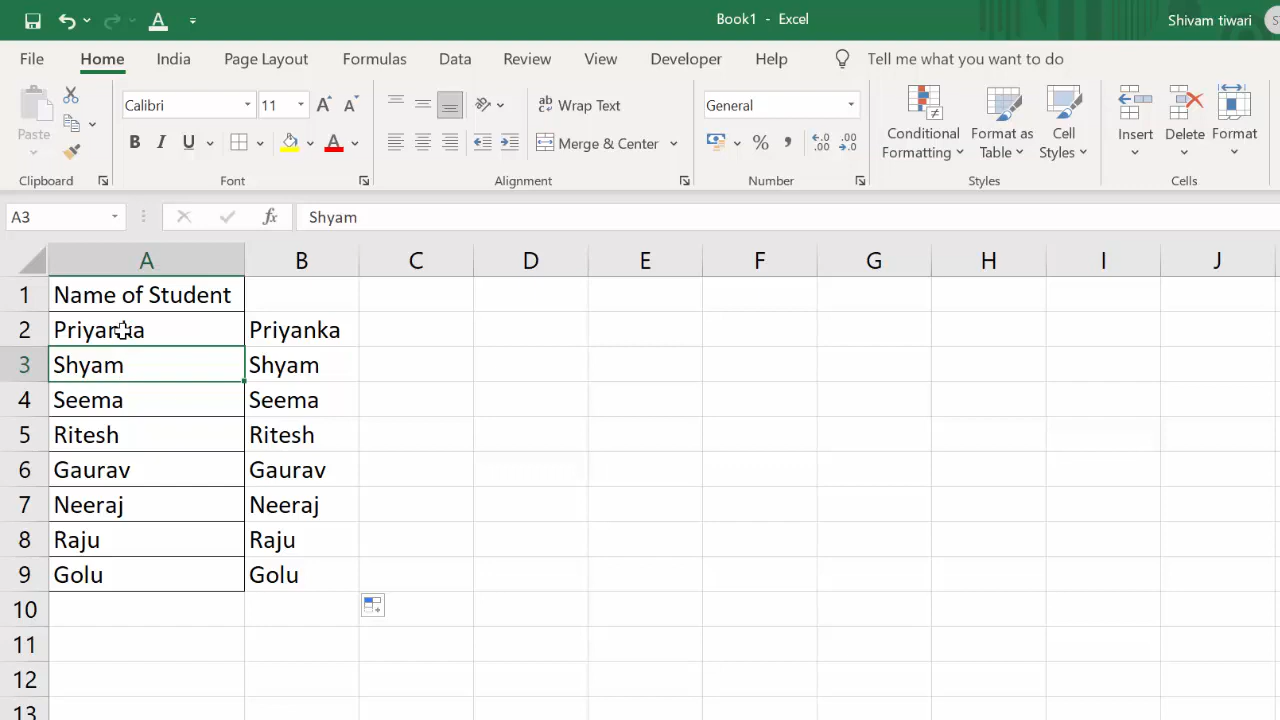 Book1 - Excel
Shivam tiwari
File Home India Page Layout Formulas Data Review View Developer Help Tell me what you want to do
Paste
Calibri 11
B I U A
ab Wrap Text
Merge & Center
General
% ,
Conditional Formatting
Format as Table
Cell Styles
Insert Delete Format
Clipboard Font Alignment Number Styles Cells
A3 fx Shyam
A B C D E F G H I J
1 Name of Student
2 Priyanka Priyanka
3 Shyam Shyam
4 Seema Seema
5 Ritesh Ritesh
6 Gaurav Gaurav
7 Neeraj Neeraj
8 Raju Raju
9 Golu Golu
10
11
12
13